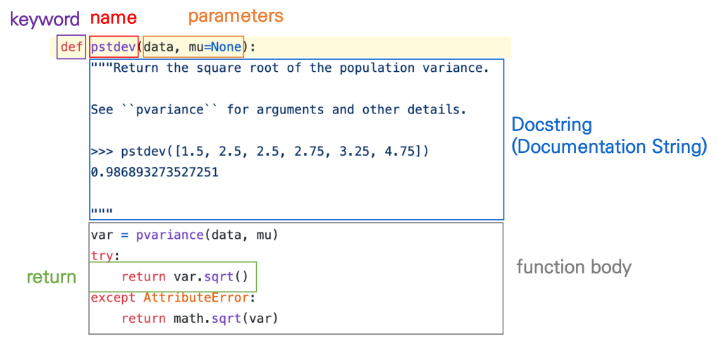 keyword name parameters
def pstdev(data, mu=None):
"""Return the square root of the population variance.
See ``pvariance`` for arguments and other details.
>>> pstdev([1.5, 2.5, 2.5, 2.75, 3.25, 4.75])
0.986893273527251
"""
Docstring
(Documentation String)
var = pvariance(data, mu)
try:
return var.sqrt()
except AttributeError:
return math.sqrt(var)
return
function body